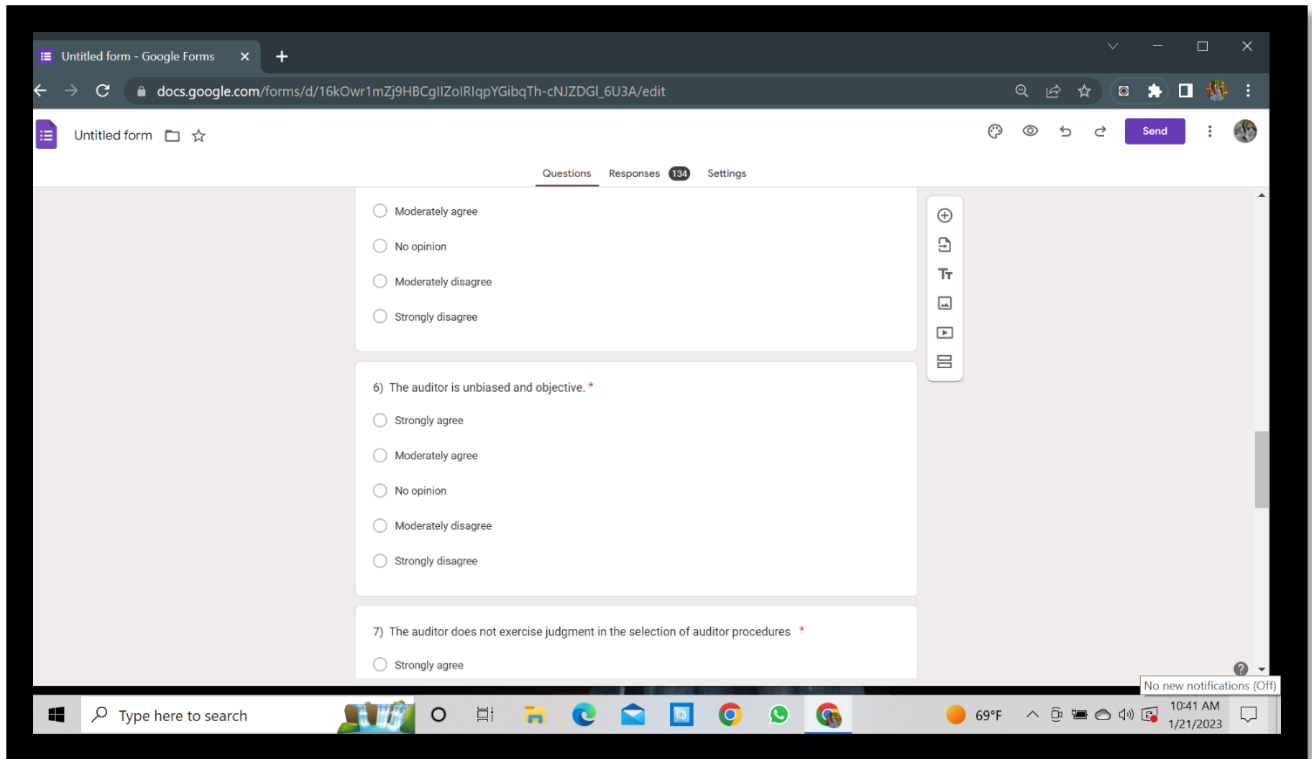 Untitled form - Google Forms
docs.google.com/forms/d/16kOwr1mZj9HBCgIIZolRIqpYGibqTh-cNJZDGl_6U3A/edit
Untitled form
Send
Questions Responses 134 Settings
Moderately agree
No opinion
Moderately disagree
Strongly disagree
Tт
6) The auditor is unbiased and objective. *
Strongly agree
Moderately agree
No opinion
Moderately disagree
Strongly disagree
7) The auditor does not exercise judgment in the selection of auditor procedures *
Strongly agree
No new notifications (Off)
Type here to search
69°F
10:41 AM
1/21/2023